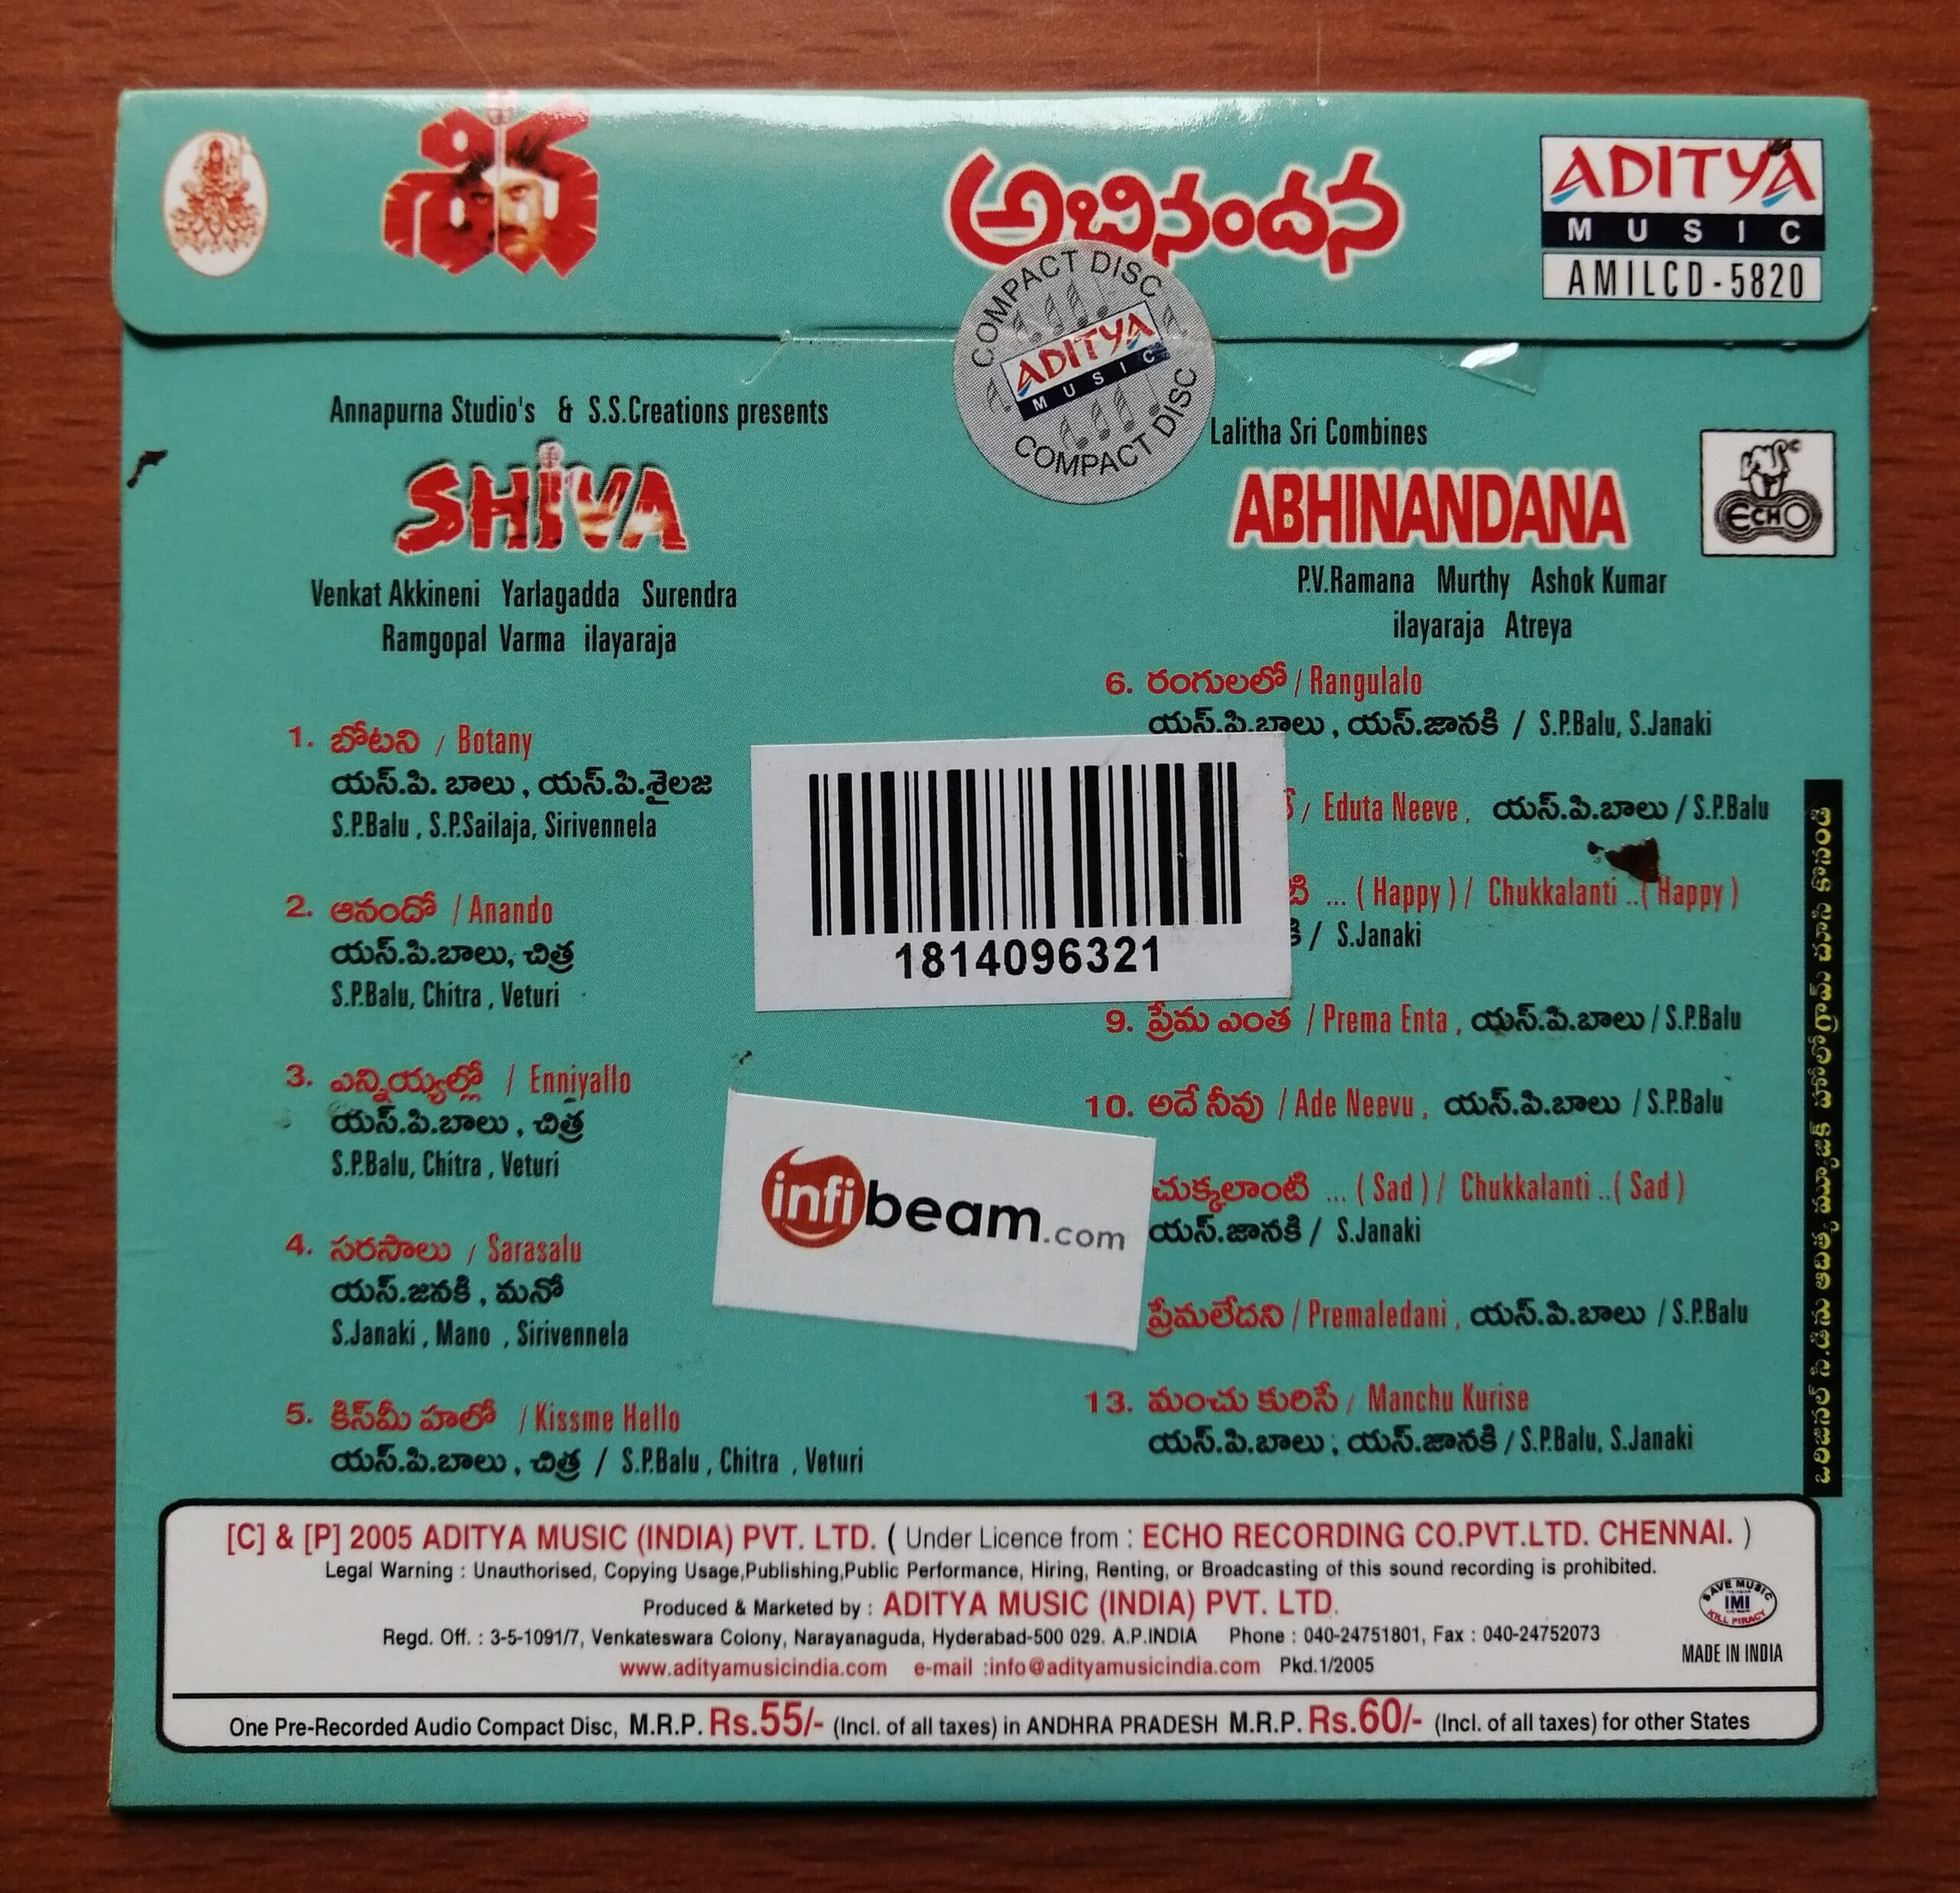 శివ
అభినందన
ADITYA
MUSIC
AMILCD-5820
COMPACT DISC
ADITYA
MUSIC
COMPACT DISC
Annapurna Studio's & S.S.Creations presents
SHIVA
Venkat Akkineni Yarlagadda Surendra
Ramgopal Varma ilayaraja
1. బోటని / Botany
యస్.పి. బాలు, యస్.పి.శైలజ
S.P.Balu, S.P.Sailaja, Sirivennela
2. ఆనందో / Anando
యస్.పి.బాలు, చిత్ర
S.P.Balu, Chitra, Veturi
3. ఎన్నియ్యల్లో / Enniyallo
యస్.పి.బాలు, చిత్ర
S.P.Balu, Chitra, Veturi
4. సరసాలు / Sarasalu
యస్.జనకి, మనో
S.Janaki, Mano, Sirivennela
5. కిస్‌మీ హలో / Kissme Hello
యస్.పి.బాలు, చిత్ర / S.P.Balu, Chitra, Veturi
Lalitha Sri Combines
ABHINANDANA
ECHO
P.V.Ramana Murthy Ashok Kumar
ilayaraja Atreya
6. రంగులలో / Rangulalo
యస్.పి.బాలు, యస్.జానకి / S.P.Balu, S.Janaki
/ Eduta Neeve, యస్.పి.బాలు / S.P.Balu
... (Happy) / Chukkalanti ..(Happy)
/ S.Janaki
9. ప్రేమ ఎంత / Prema Enta, యస్.పి.బాలు / S.P.Balu
10. అదే నీవు / Ade Neevu, యస్.పి.బాలు / S.P.Balu
చుక్కలాంటి ... (Sad) / Chukkalanti ..(Sad)
యస్.జానకి / S.Janaki
ప్రేమలేదని / Premaledani, యస్.పి.బాలు / S.P.Balu
13. మంచు కురిసే / Manchu Kurise
యస్.పి.బాలు, యస్.జానకి / S.P.Balu, S.Janaki
1814096321
infibeam.com
ఒరిజినల్ సి.డి.ను ఆదిత్య మ్యూజిక్ హోలోగ్రామ్ చూసి కొనండి
[C] & [P] 2005 ADITYA MUSIC (INDIA) PVT. LTD. ( Under Licence from : ECHO RECORDING CO.PVT.LTD. CHENNAI. )
Legal Warning : Unauthorised, Copying Usage,Publishing,Public Performance, Hiring, Renting, or Broadcasting of this sound recording is prohibited.
Produced & Marketed by : ADITYA MUSIC (INDIA) PVT. LTD.
Regd. Off. : 3-5-1091/7, Venkateswara Colony, Narayanaguda, Hyderabad-500 029. A.P.INDIA Phone : 040-24751801, Fax : 040-24752073
www.adityamusicindia.com e-mail :info@adityamusicindia.com Pkd.1/2005
SAVE MUSIC
IMI
KILL PIRACY
MADE IN INDIA
One Pre-Recorded Audio Compact Disc, M.R.P. Rs.55/- (Incl. of all taxes) in ANDHRA PRADESH M.R.P. Rs.60/- (Incl. of all taxes) for other States